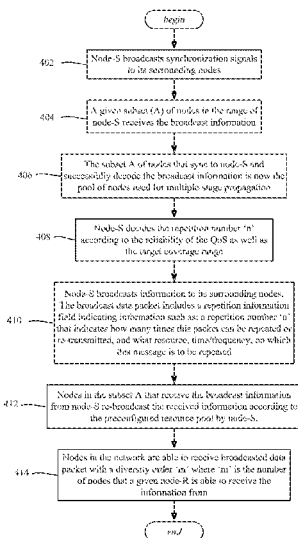 begin
402
Node-S broadcasts synchronization signals
to its surrounding nodes
404
A given subset (A) of nodes in the range of
node-S receives the broadcast information
406
The subset A of nodes that sync to node-S and
successfully decode the broadcast information is now the
pool of nodes used for multiple stage propagation
408
Node-S decides the repetition number 'n'
according to the reliability of the QoS as well as
the target coverage range
410
Node-S broadcasts information to its surrounding nodes.
The broadcast data packet includes a repetition information
field indicating information such as: a repetition number 'n'
that indicates how many times this packet can be repeated or
re-transmitted, and what resource, time/frequency, on which
this message is to be repeated
412
Nodes in the subset A that receive the broadcast information
from node-S re-broadcast the received information according to
the preconfigured resource pool by node-S.
414
Nodes in the network are able to receive broadcasted data
packet with a diversity order 'm' where 'm' is the number
of nodes that a given node-R is able to receive the
information from
end